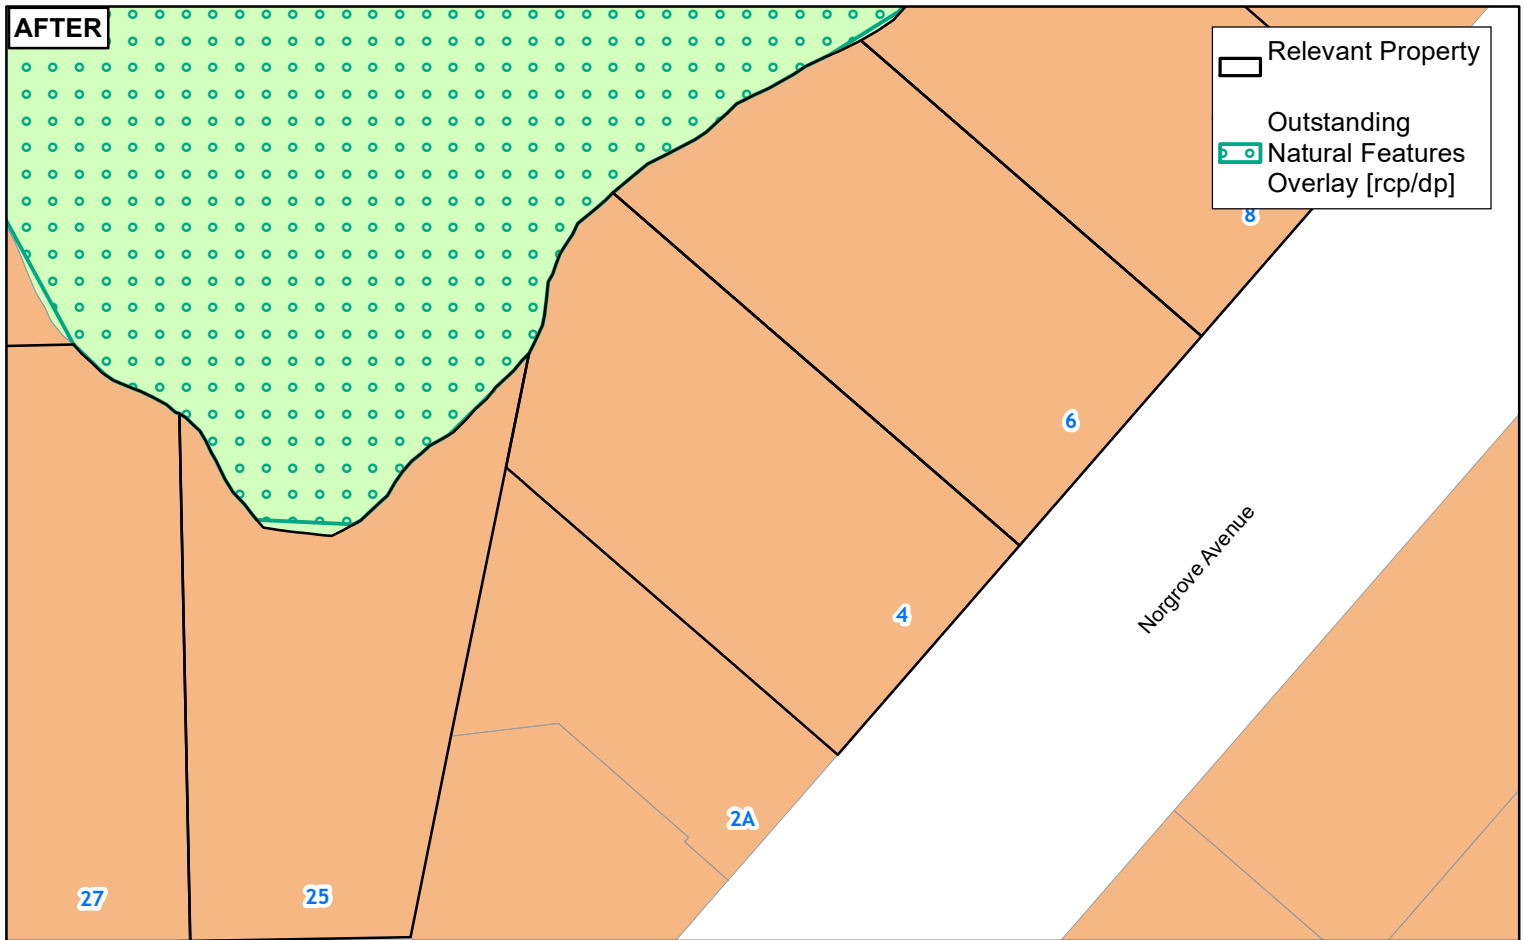 AFTER
Relevant Property
Outstanding
Natural Features
Overlay [rcp/dp]
8
6
Norgrove Avenue
4
2A
27
25